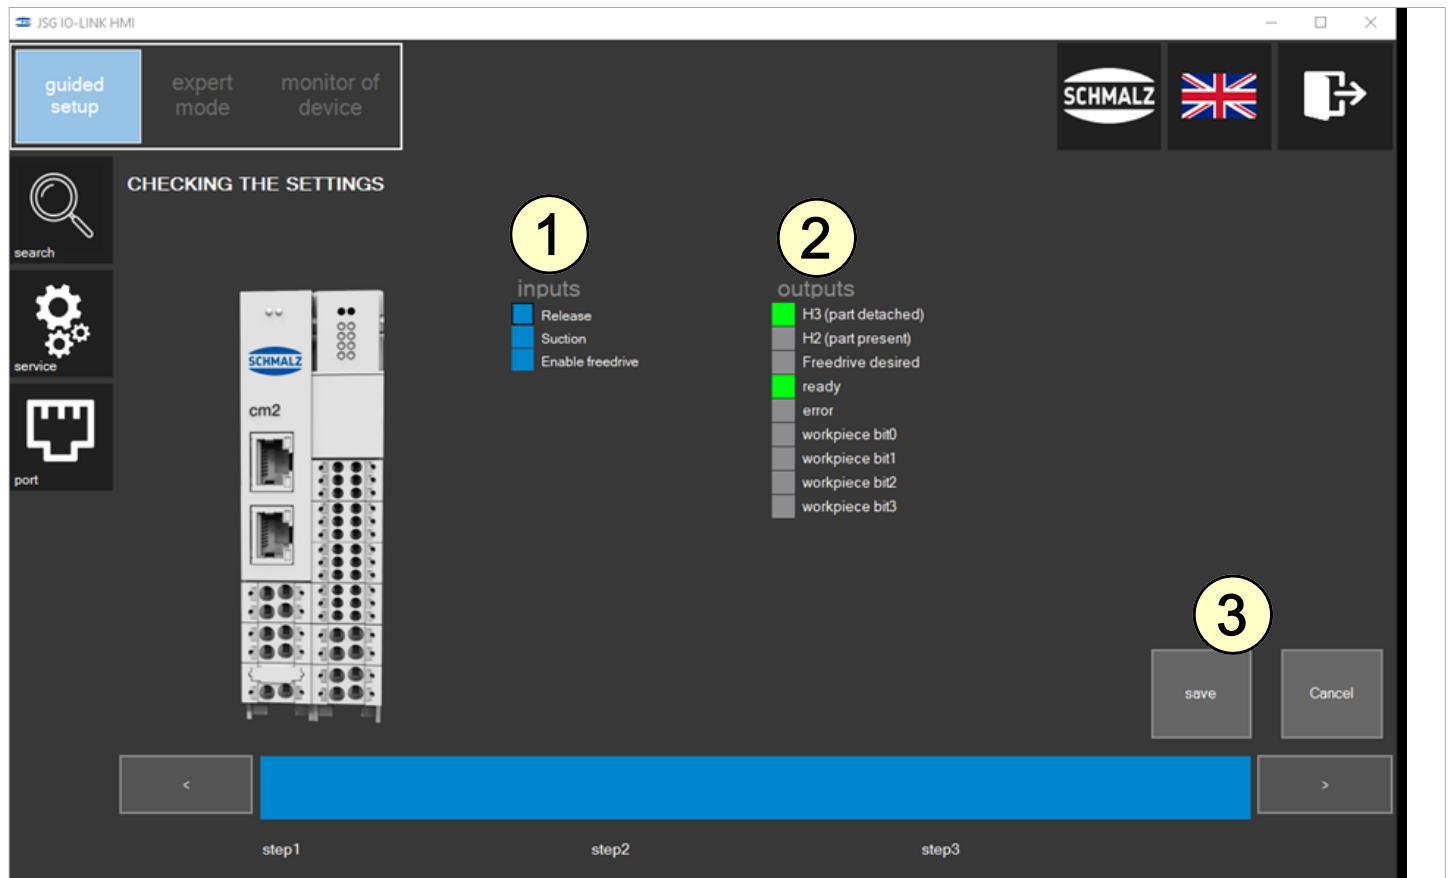 JSG IO-LINK HMI
guided
setup
expert
mode
monitor of
device
SCHMALZ
search
CHECKING THE SETTINGS
1
2
inputs
Release
Suction
Enable freedrive
outputs
H3 (part detached)
H2 (part present)
Freedrive desired
ready
error
workpiece bit0
workpiece bit1
workpiece bit2
workpiece bit3
service
port
SCHMALZ
cm2
3
save
Cancel
<
>
step1
step2
step3